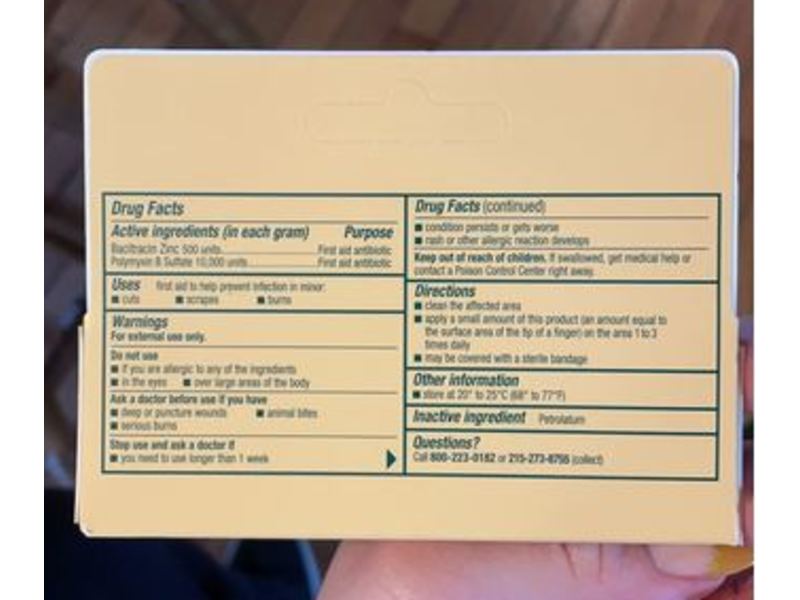 Drug Facts
Active ingredients (in each gram) Purpose
Bacitracin Zinc 500 units First aid antibiotic
Polymyxin B Sulfate 10,000 units First aid antibiotic
Uses first aid to help prevent infection in minor:
■ cuts ■ scrapes ■ burns
Warnings
For external use only.
Do not use
■ if you are allergic to any of the ingredients
■ in the eyes ■ over large areas of the body
Ask a doctor before use if you have
■ deep or puncture wounds ■ animal bites
■ serious burns
Stop use and ask a doctor if
■ you need to use longer than 1 week
Drug Facts (continued)
■ condition persists or gets worse
■ rash or other allergic reaction develops
Keep out of reach of children. If swallowed, get medical help or
contact a Poison Control Center right away.
Directions
■ clean the affected area
■ apply a small amount of this product (an amount equal to
the surface area of the tip of a finger) on the area 1 to 3
times daily
■ may be covered with a sterile bandage
Other information
■ store at 20° to 25°C (68° to 77°F)
Inactive ingredient Petrolatum
Questions?
Call 800-223-0182 or 215-273-8755 (collect)